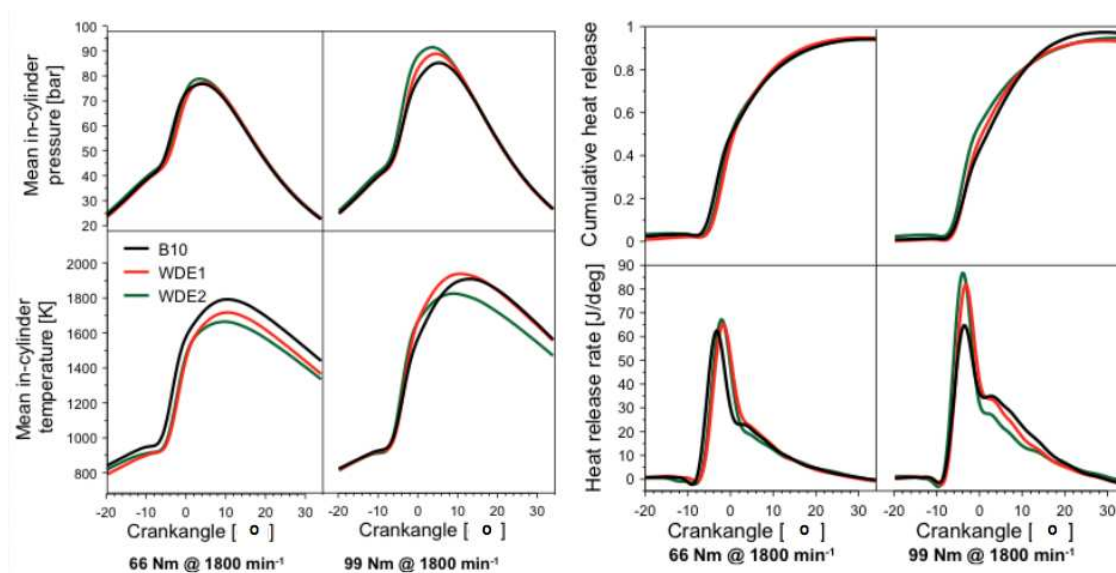 Mean in-cylinder
pressure [bar]
100
90
80
70
60
50
40
30
20
Mean in-cylinder
temperature [K]
2000
1800
1600
1400
1200
1000
800
B10
WDE1
WDE2
-20 -10 0 10 20 30
-20 -10 0 10 20 30
Crankangle [ o ]
Crankangle [ o ]
66 Nm @ 1800 min-1
99 Nm @ 1800 min-1
Cumulative heat release
1
0.8
0.6
0.4
0.2
0
Heat release rate [J/deg]
90
80
70
60
50
40
30
20
10
0
-20 -10 0 10 20 30
-20 -10 0 10 20 30
Crankangle [ o ]
Crankangle [ o ]
66 Nm @ 1800 min-1
99 Nm @ 1800 min-1